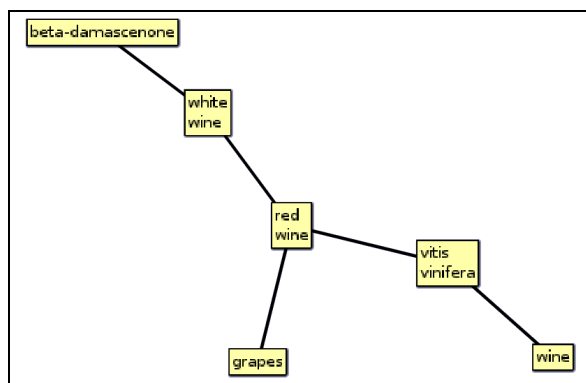 beta-damascenone
white
wine
red
wine
vitis
vinifera
grapes
wine